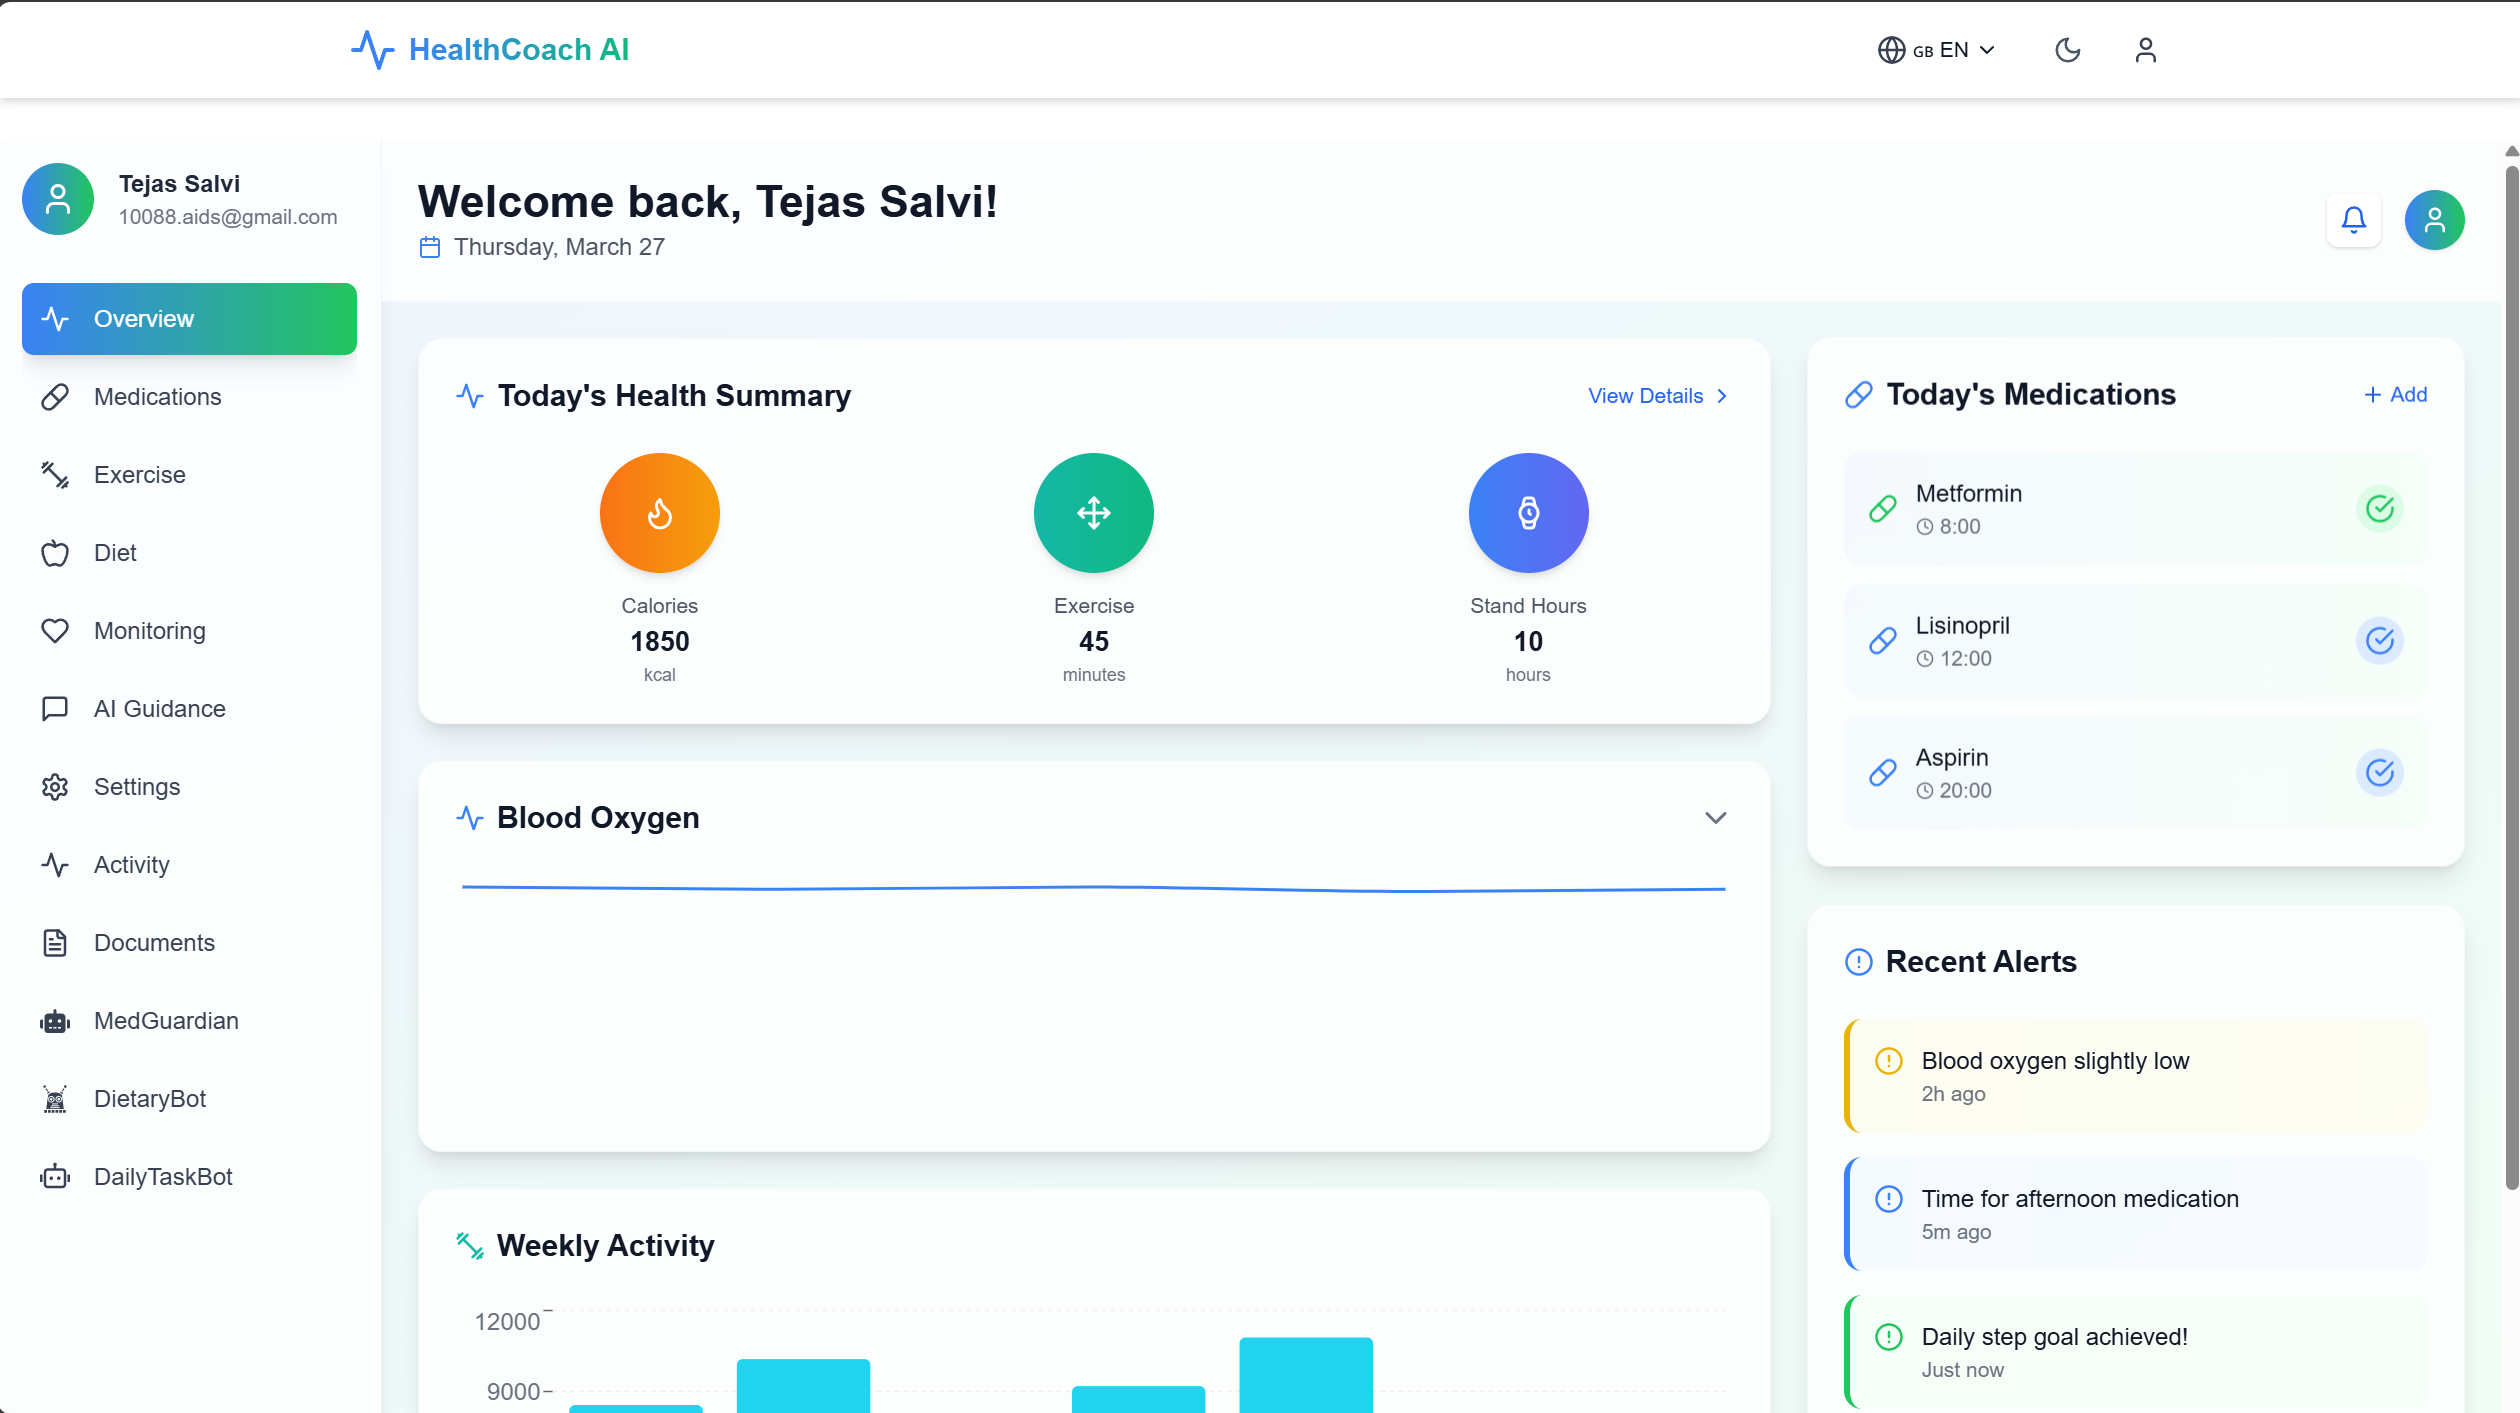 HealthCoach AI
GB EN
Tejas Salvi
10088.aids@gmail.com
Overview
Medications
Exercise
Diet
Monitoring
AI Guidance
Settings
Activity
Documents
MedGuardian
DietaryBot
DailyTaskBot
Welcome back, Tejas Salvi!
Thursday, March 27
Today's Health Summary
View Details
Calories
1850
kcal
Exercise
45
minutes
Stand Hours
10
hours
Blood Oxygen
Weekly Activity
12000
9000
Today's Medications
+ Add
Metformin
8:00
Lisinopril
12:00
Aspirin
20:00
Recent Alerts
Blood oxygen slightly low
2h ago
Time for afternoon medication
5m ago
Daily step goal achieved!
Just now